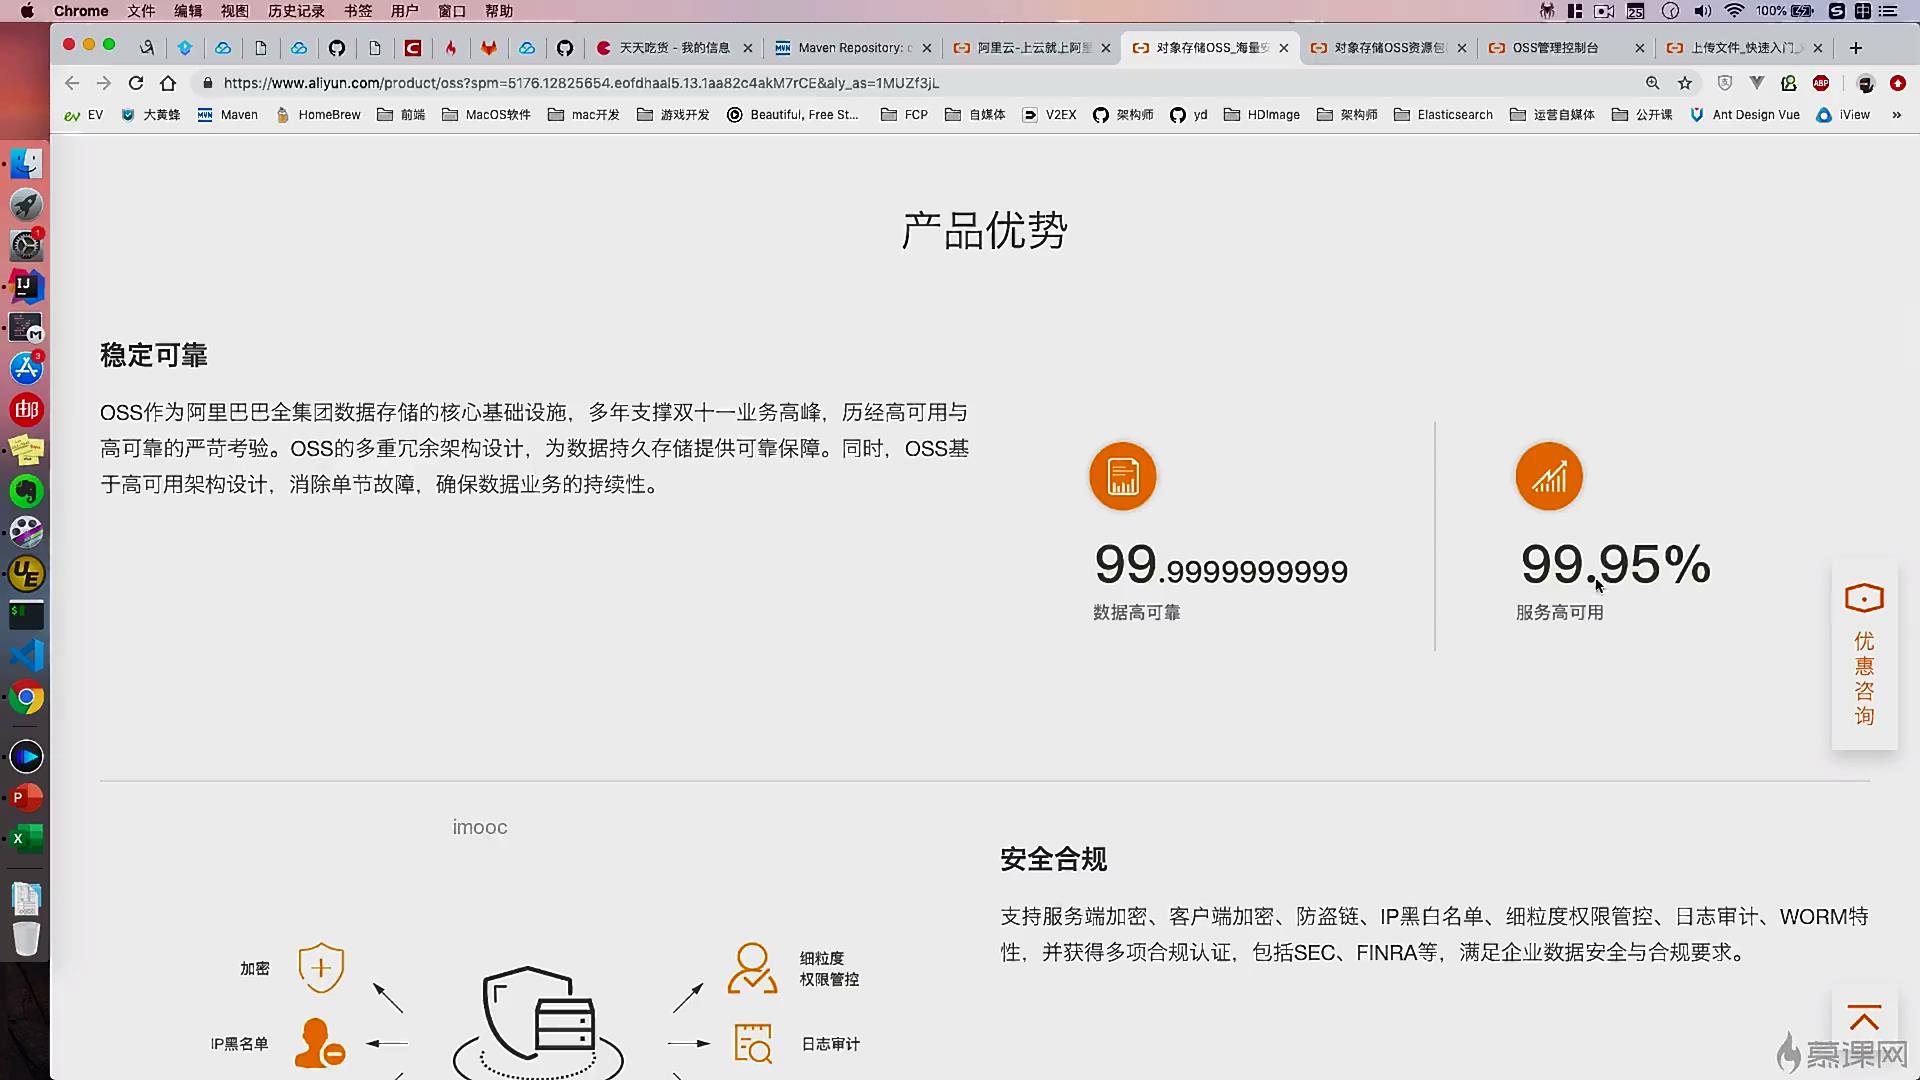 Chrome 文件 编辑 视图 历史记录 书签 用户 窗口 帮助
25 100%
天天吃货 - 我的信息
Maven Repository: c
阿里云-上云就上阿里
对象存储OSS_海量安
对象存储OSS资源包
OSS管理控制台
上传文件_快速入门_
https://www.aliyun.com/product/oss?spm=5176.12825654.eofdhaal5.13.1aa82c4akM7rCE&aly_as=1MUZf3jL
ABP
EV 大黄蜂 Maven HomeBrew 前端 MacOS软件 mac开发 游戏开发 Beautiful, Free St... FCP 自媒体 V2EX 架构师 yd HDImage 架构师 Elasticsearch 运营自媒体 公开课 Ant Design Vue iView »
产品优势
稳定可靠
OSS作为阿里巴巴全集团数据存储的核心基础设施，多年支撑双十一业务高峰，历经高可用与
高可靠的严苛考验。OSS的多重冗余架构设计，为数据持久存储提供可靠保障。同时，OSS基
于高可用架构设计，消除单节故障，确保数据业务的持续性。
99.9999999999
数据高可靠
99.95%
服务高可用
优惠咨询
imooc
安全合规
支持服务端加密、客户端加密、防盗链、IP黑白名单、细粒度权限管控、日志审计、WORM特
性，并获得多项合规认证，包括SEC、FINRA等，满足企业数据安全与合规要求。
加密
细粒度
权限管控
IP黑名单
日志审计
慕课网